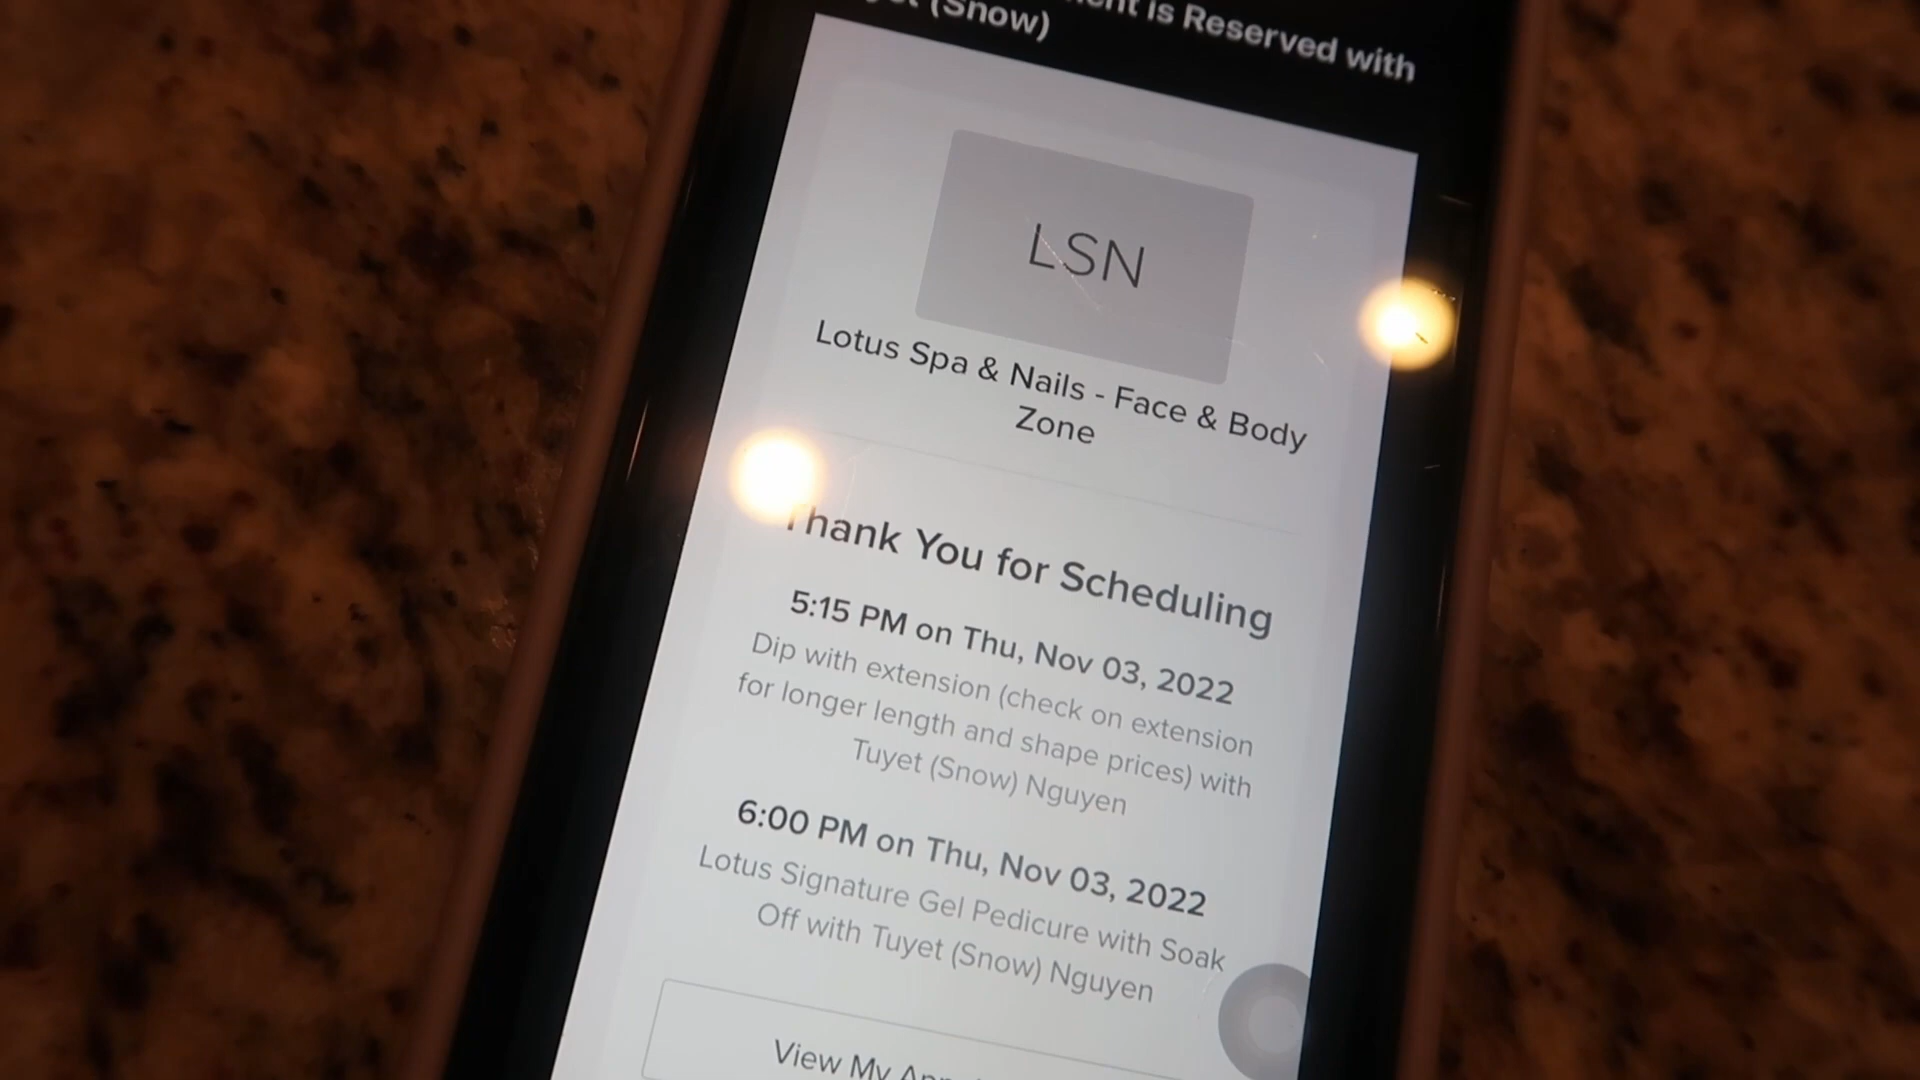 is Reserved with
(Snow)
LSN
Lotus Spa & Nails - Face & Body
Zone
Thank You for Scheduling
5:15 PM on Thu, Nov 03, 2022
Dip with extension (check on extension
for longer length and shape prices) with
Tuyet (Snow) Nguyen
6:00 PM on Thu, Nov 03, 2022
Lotus Signature Gel Pedicure with Soak
Off with Tuyet (Snow) Nguyen
View My